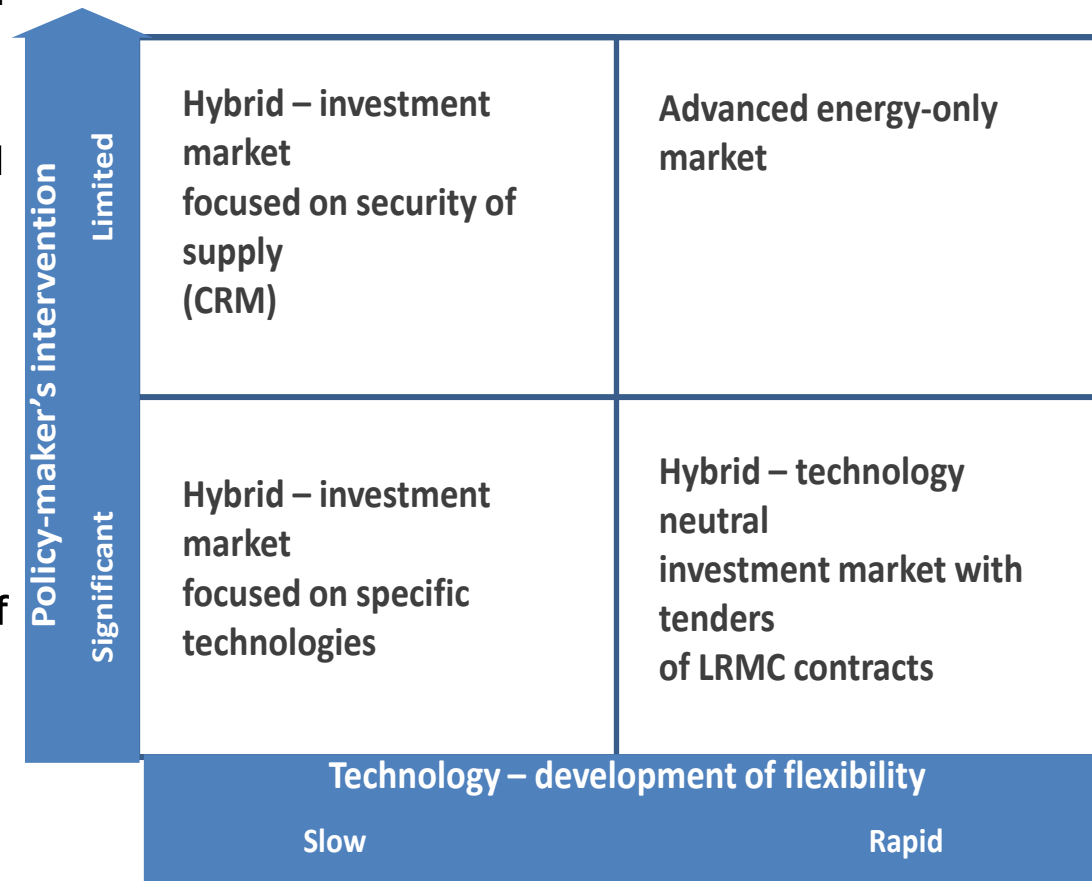 Policy-maker's intervention
Limited
Significant
Hybrid – investment
market
focused on security of
supply
(CRM)
Advanced energy-only
market
Hybrid – investment
market
focused on specific
technologies
Hybrid – technology
neutral
investment market with
tenders
of LRMC contracts
Technology – development of flexibility
Slow
Rapid